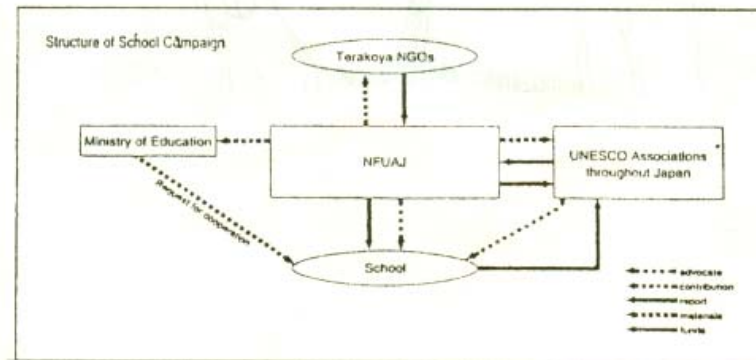 Structure of School Campaign
Terakoya NGOs
Ministry of Education
NFUAJ
UNESCO Associations
throughout Japan
Request for cooperation
School
advocate
contribution
report
materials
funds